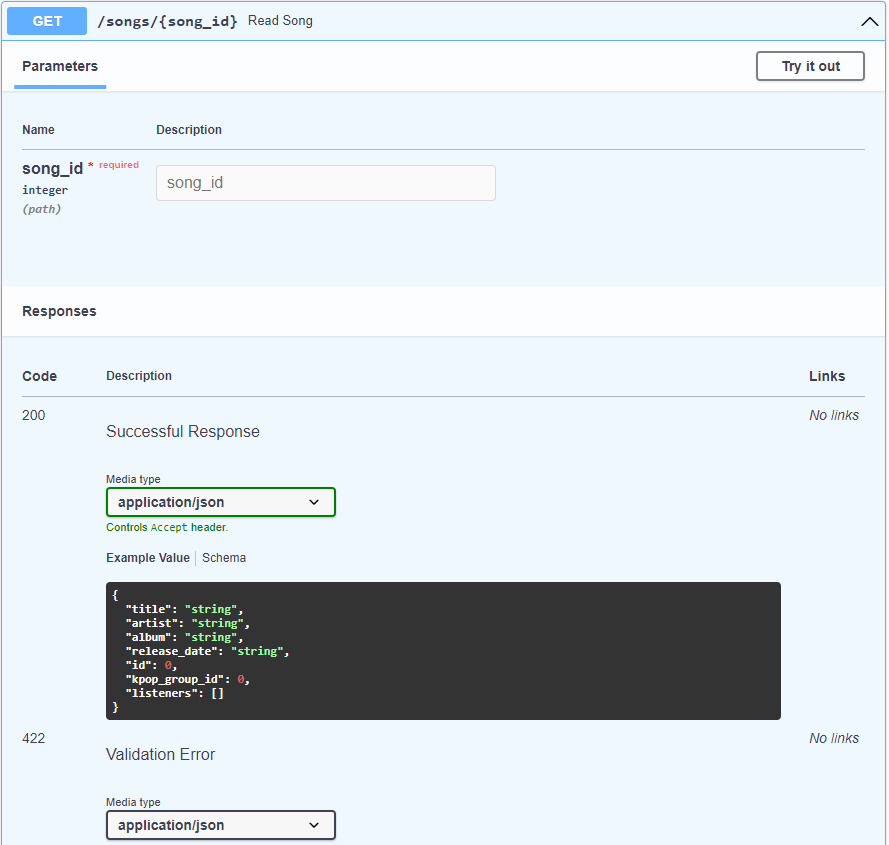 GET /songs/{song_id} Read Song
Parameters Try it out
Name Description
song_id * required song_id
integer
(path)
Responses
Code Description Links
200 No links
Successful Response
Media type
application/json
Controls Accept header.
Example Value Schema
{
  "title": "string",
  "artist": "string",
  "album": "string",
  "release_date": "string",
  "id": 0,
  "kpop_group_id": 0,
  "listeners": []
}
422 No links
Validation Error
Media type
application/json